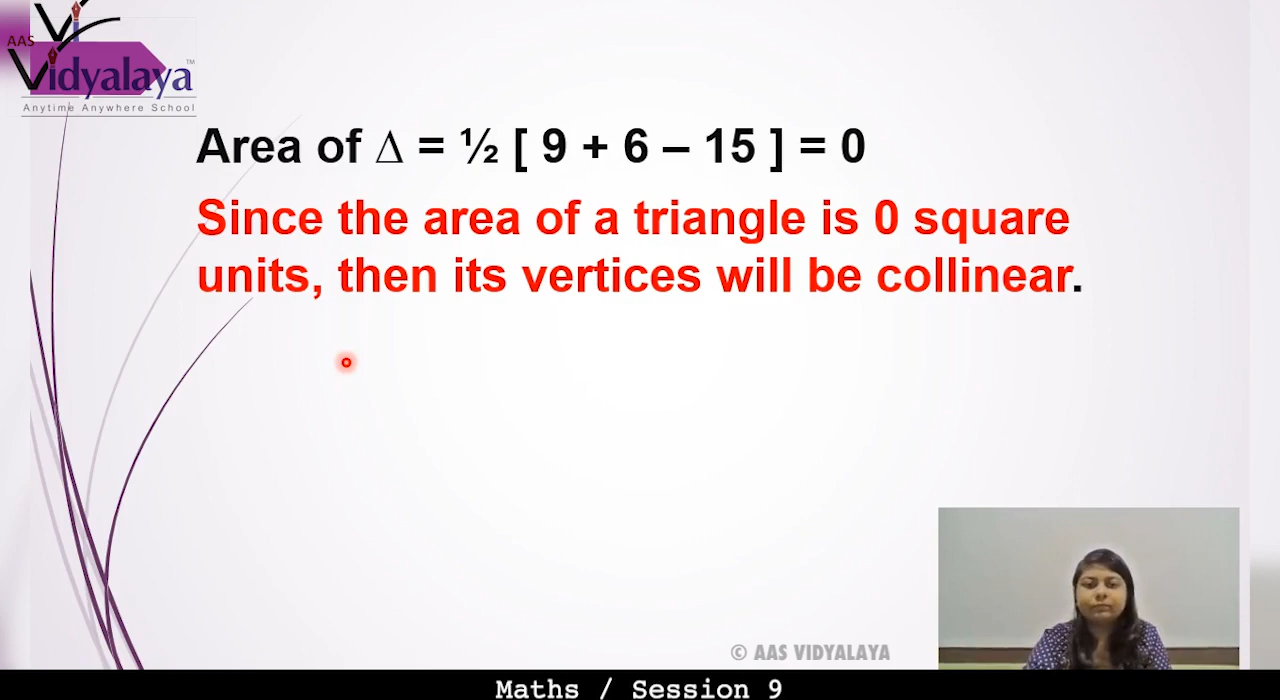 AAS
Vidyalaya
TM
Anytime Anywhere School
Area of Δ = ½ [ 9 + 6 – 15 ] = 0
Since the area of a triangle is 0 square
units, then its vertices will be collinear.
© AAS VIDYALAYA
Maths / Session 9